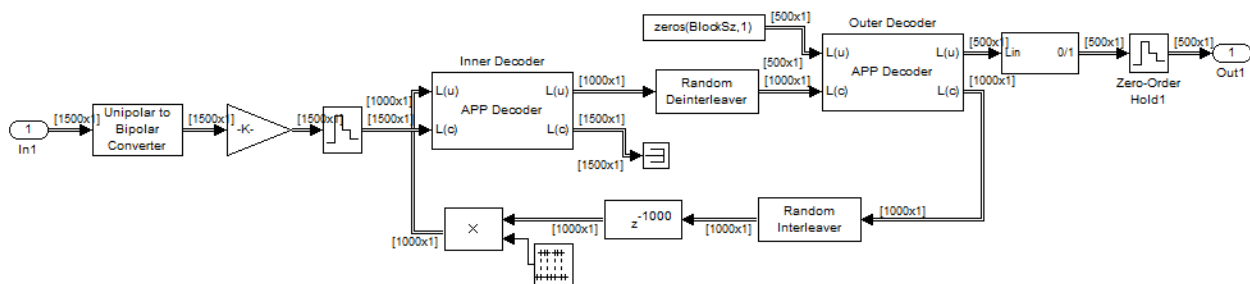 [500x1]
Outer Decoder
zeros(BlockSz,1)
L(u)
L(u)
[500x1]
Lin
0/1
[500x1]
[500x1]
1
Out1
Inner Decoder
[500x1]
APP Decoder
[1000x1]
Zero-Order
Hold1
[1000x1]
L(u)
L(u)
[1000x1]
Random
Deinterleaver
[1000x1]
L(c)
L(c)
APP Decoder
1
In1
[1500x1]
Unipolar to
Bipolar
Converter
[1500x1]
-K-
[1500x1]
[1500x1]
L(c)
L(c)
[1500x1]
[1500x1]
[1000x1]
×
[1000x1]
z-1000
[1000x1]
Random
Interleaver
[1000x1]